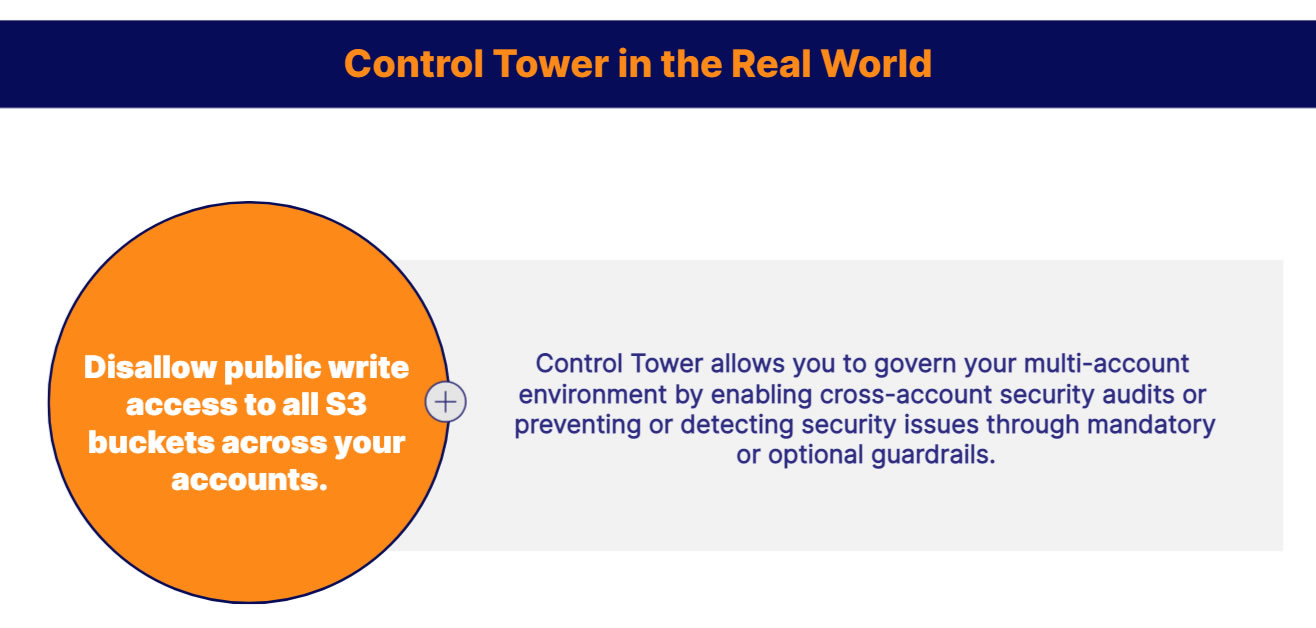 Control Tower in the Real World
Disallow public write
access to all S3
buckets across your
accounts.
Control Tower allows you to govern your multi-account
environment by enabling cross-account security audits or
preventing or detecting security issues through mandatory
or optional guardrails.